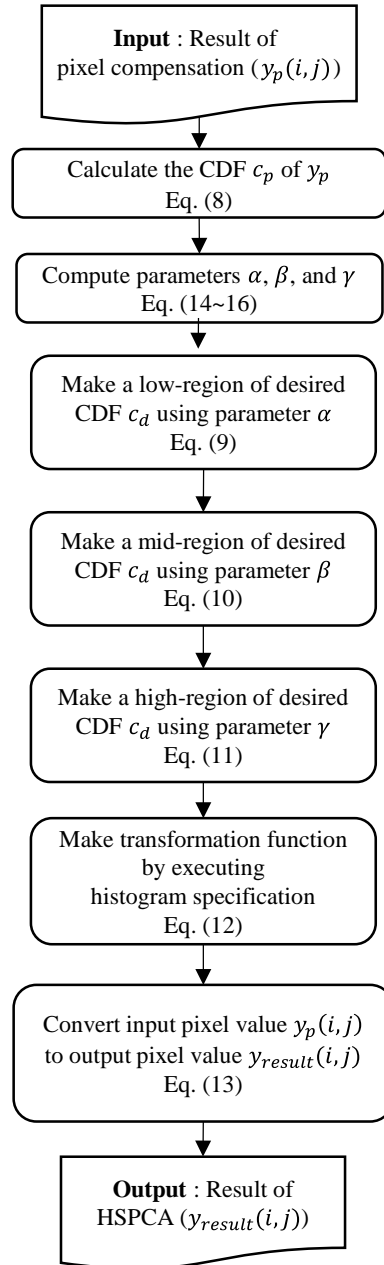 Input : Result of
pixel compensation (y_p(i,j))
Calculate the CDF c_p of y_p
Eq. (8)
Compute parameters α, β, and γ
Eq. (14~16)
Make a low-region of desired
CDF c_d using parameter α
Eq. (9)
Make a mid-region of desired
CDF c_d using parameter β
Eq. (10)
Make a high-region of desired
CDF c_d using parameter γ
Eq. (11)
Make transformation function
by executing
histogram specification
Eq. (12)
Convert input pixel value y_p(i,j)
to output pixel value y_result(i,j)
Eq. (13)
Output : Result of
HSPCA (y_result(i,j))